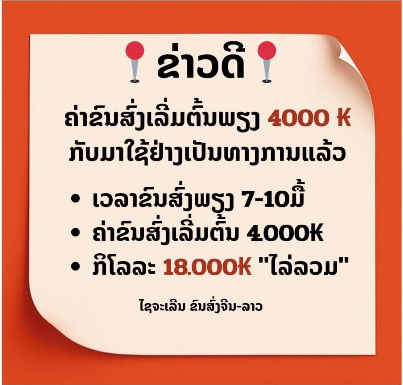 📍ຂ່າວດີ📍
ຄ່າຂົນສົ່ງເລີ່ມຕົ້ນພຽງ 4000 ₭
ກັບມາໃຊ້ຢ່າງເປັນທາງການແລ້ວ
• ເວລາຂົນສົ່ງພຽງ 7-10ມື້
• ຄ່າຂົນສົ່ງເລີ່ມຕົ້ນ 4.000₭
• ກິໂລລະ 18.000₭ "ໄລ່ລວມ"
ໄຊຈະເລີນ ຂົນສົ່ງຈີນ-ລາວ